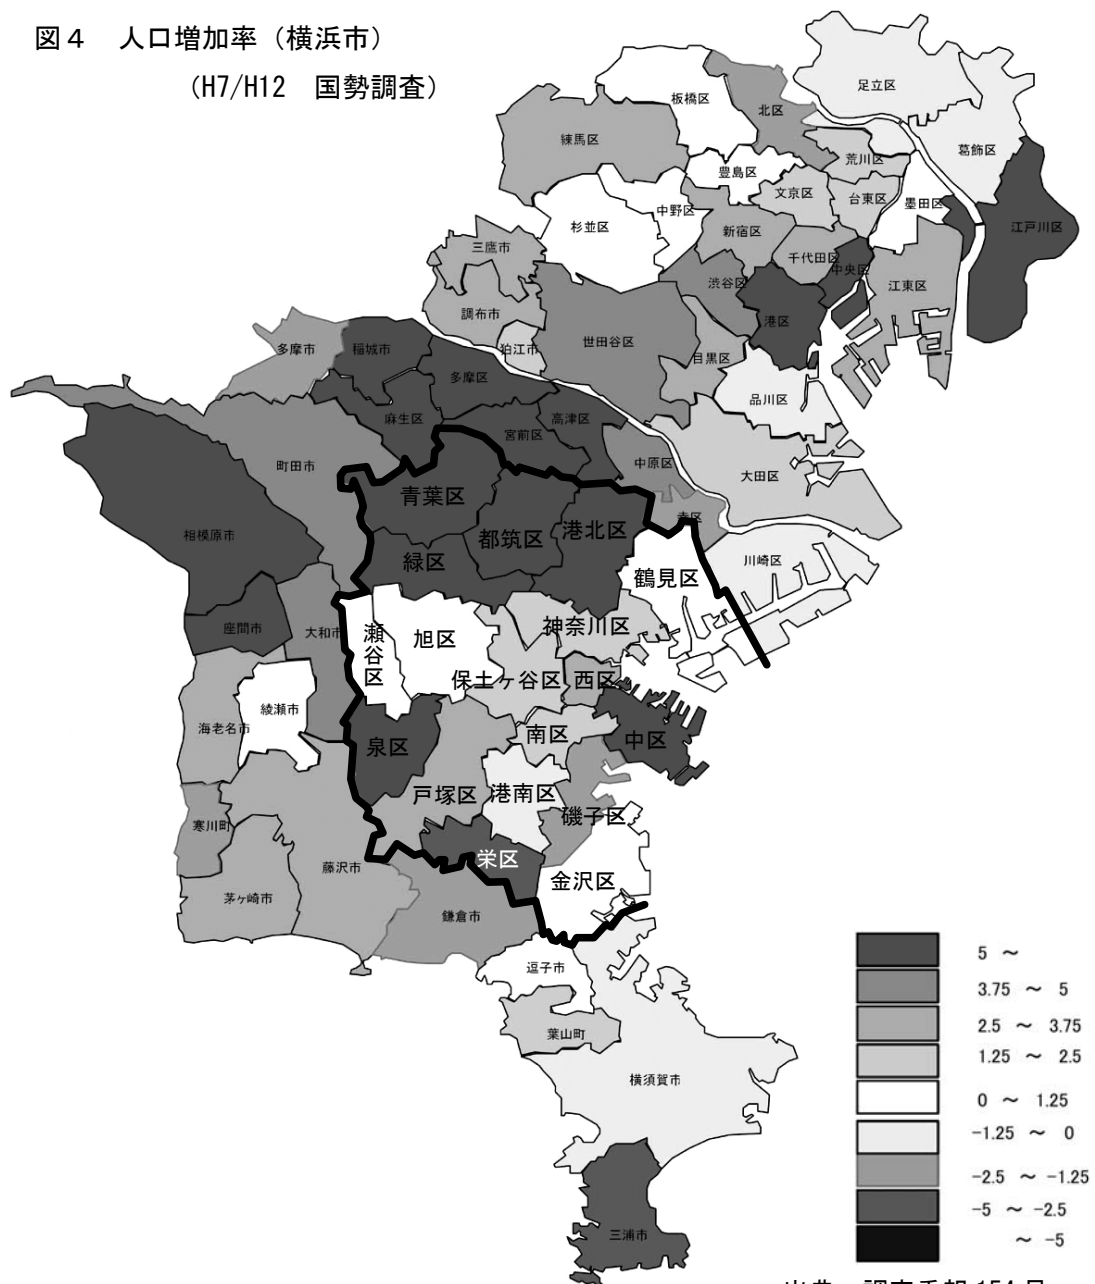 図４　人口増加率（横浜市）
（H7/H12　国勢調査）
足立区
板橋区
北区
練馬区
葛飾区
荒川区
豊島区
文京区
台東区
墨田区
中野区
杉並区
新宿区
江戸川区
三鷹市
千代田区
中央区
渋谷区
江東区
調布市
港区
世田谷区
狛江市
多摩市
稲城市
目黒区
多摩区
品川区
麻生区
高津区
宮前区
町田市
中原区
大田区
青葉区
幸区
相模原市
都筑区
港北区
緑区
川崎区
鶴見区
座間市
大和市
瀬谷区
旭区
神奈川区
保土ヶ谷区
西区
綾瀬市
海老名市
泉区
南区
中区
戸塚区
港南区
磯子区
寒川町
栄区
藤沢市
金沢区
茅ヶ崎市
鎌倉市
逗子市
葉山町
横須賀市
三浦市
5　～
3.75　～　5
2.5　～　3.75
1.25　～　2.5
0　～　1.25
-1.25　～　0
-2.5　～　-1.25
-5　～　-2.5
～　-5